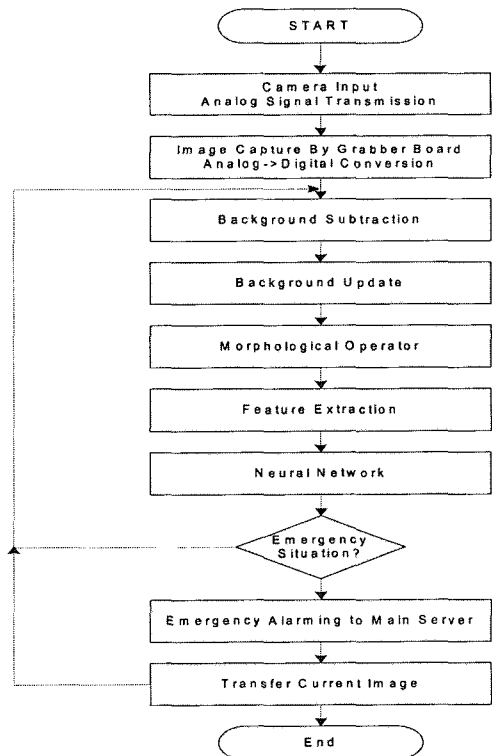 START
Camera Input
Analog Signal Transmission
Image Capture By Grabber Board
Analog->Digital Conversion
Background Subtraction
Background Update
Morphological Operator
Feature Extraction
Neural Network
Emergency
Situation?
Emergency Alarming to Main Server
Transfer Current Image
End